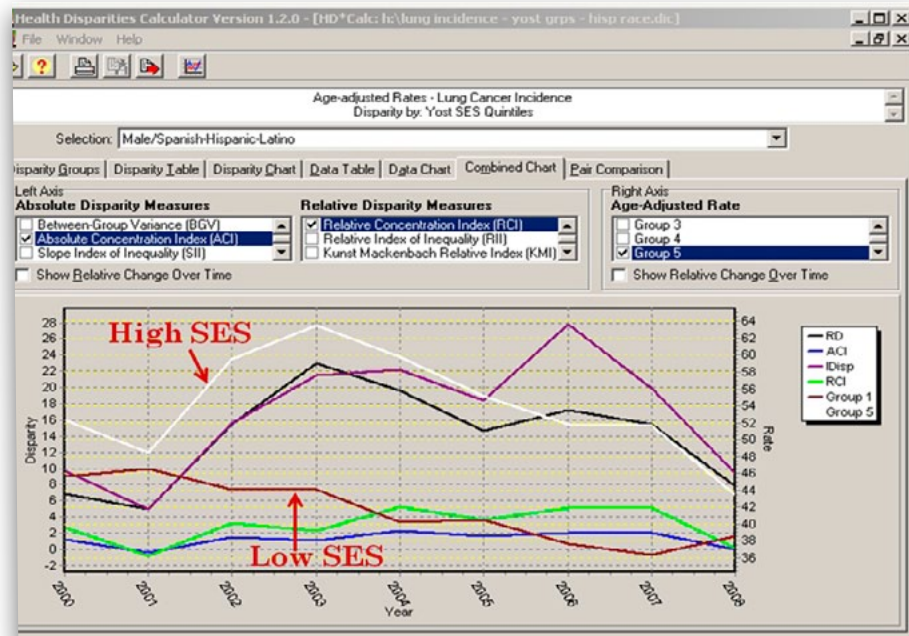 Health Disparities Calculator Version 1.2.0 - [HD*Calc: h:\lung incidence - yost grps - hisp race.dic]
File Window Help
Age-adjusted Rates - Lung Cancer Incidence
Disparity by: Yost SES Quintiles
Selection: Male/Spanish-Hispanic-Latino
Disparity Groups Disparity Table Disparity Chart Data Table Data Chart Combined Chart Pair Comparison
Left Axis
Absolute Disparity Measures
Between-Group Variance (BGV)
Absolute Concentration Index (ACI)
Slope Index of Inequality (SII)
Show Relative Change Over Time
Relative Disparity Measures
Relative Concentration Index (RCI)
Relative Index of Inequality (RII)
Kunst Mackenbach Relative Index (KMI)
Right Axis
Age-Adjusted Rate
Group 3
Group 4
Group 5
Show Relative Change Over Time
High SES
Low SES
Disparity
28
26
24
22
20
18
16
14
12
10
8
6
4
2
0
-2
64
62
60
58
56
54
52
50
48
46
44
42
40
38
36
Rate
2000 2001 2002 2003 2004 2005 2006 2007 2008
Year
RD
ACI
IDisp
RCI
Group 1
Group 5